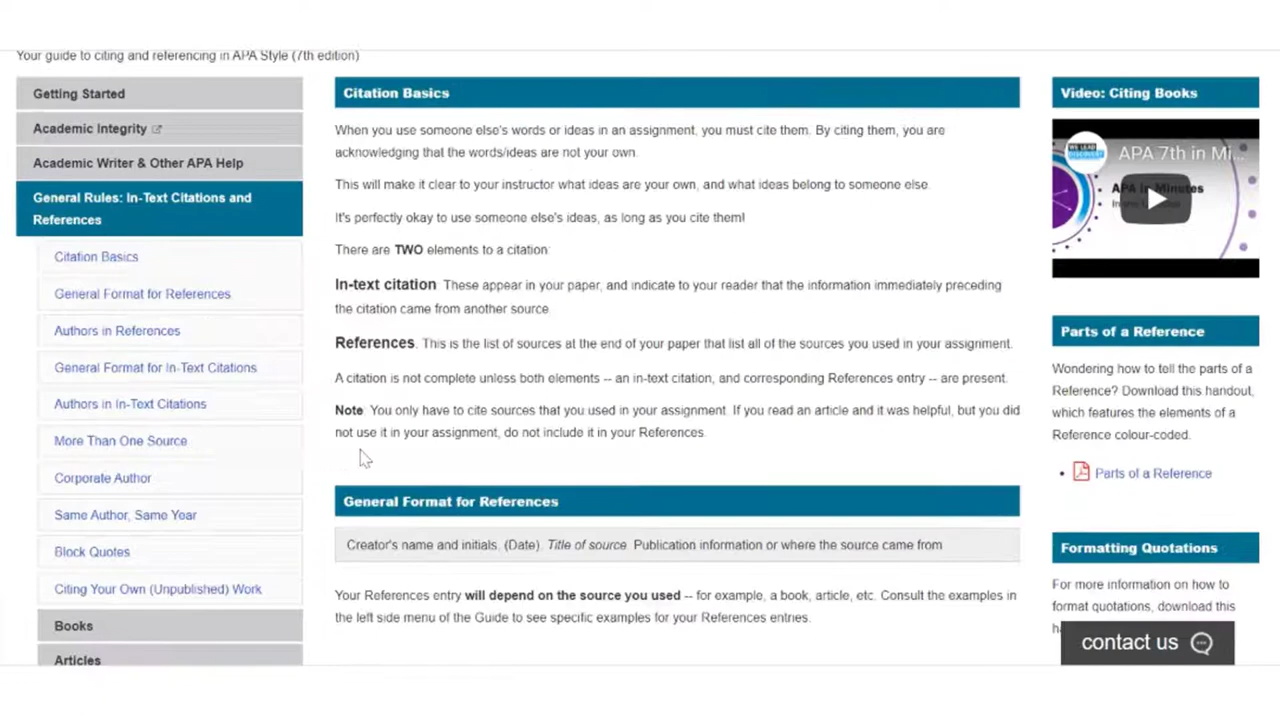 Your guide to citing and referencing in APA Style (7th edition)
Getting Started
Academic Integrity
Academic Writer & Other APA Help
General Rules: In-Text Citations and
References
Citation Basics
General Format for References
Authors in References
General Format for In-Text Citations
Authors in In-Text Citations
More Than One Source
Corporate Author
Same Author, Same Year
Block Quotes
Citing Your Own (Unpublished) Work
Books
Articles
Citation Basics
When you use someone else's words or ideas in an assignment, you must cite them. By citing them, you are
acknowledging that the words/ideas are not your own.
This will make it clear to your instructor what ideas are your own, and what ideas belong to someone else.
It's perfectly okay to use someone else's ideas, as long as you cite them!
There are TWO elements to a citation:
In-text citation These appear in your paper, and indicate to your reader that the information immediately preceding
the citation came from another source
References. This is the list of sources at the end of your paper that list all of the sources you used in your assignment.
A citation is not complete unless both elements -- an in-text citation, and corresponding References entry -- are present.
Note: You only have to cite sources that you used in your assignment. If you read an article and it was helpful, but you did
not use it in your assignment, do not include it in your References.
General Format for References
Creator's name and initials. (Date). Title of source. Publication information or where the source came from
Your References entry will depend on the source you used -- for example, a book, article, etc. Consult the examples in
the left side menu of the Guide to see specific examples for your References entries.
Video: Citing Books
WE LEAD
DISCOVERY
APA 7th in Mi...
APA in Minutes
Parts of a Reference
Wondering how to tell the parts of a
Reference? Download this handout,
which features the elements of a
Reference colour-coded.
Parts of a Reference
Formatting Quotations
For more information on how to
format quotations, download this
contact us